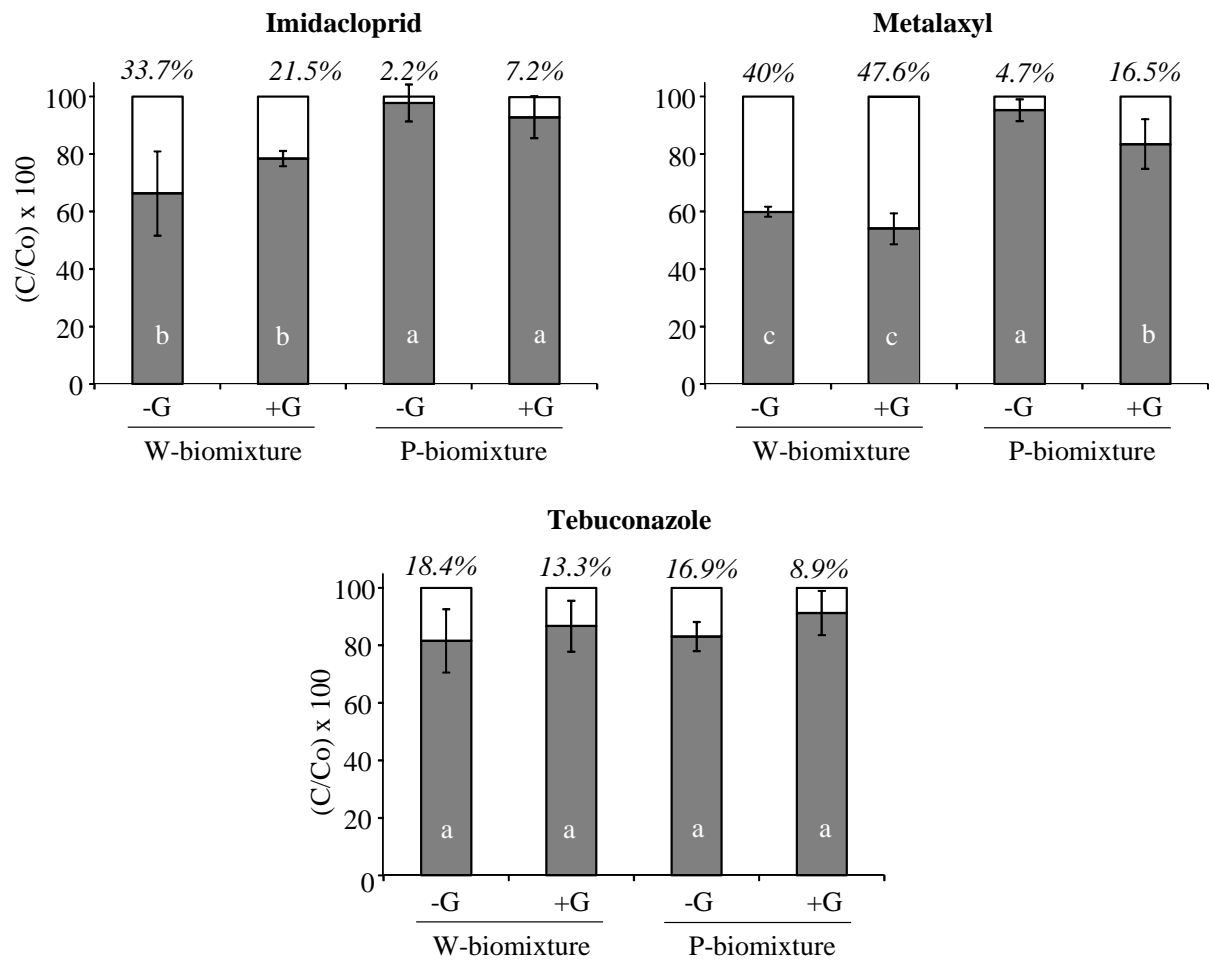 Imidacloprid
33.7% 21.5% 2.2% 7.2%
(C/Co) x 100
100
80
60
40
20
0
b b a a
-G +G -G +G
W-biomixture P-biomixture
Metalaxyl
40% 47.6% 4.7% 16.5%
100
80
60
40
20
0
c c a b
-G +G -G +G
W-biomixture P-biomixture
Tebuconazole
18.4% 13.3% 16.9% 8.9%
(C/Co) x 100
100
80
60
40
20
0
a a a a
-G +G -G +G
W-biomixture P-biomixture